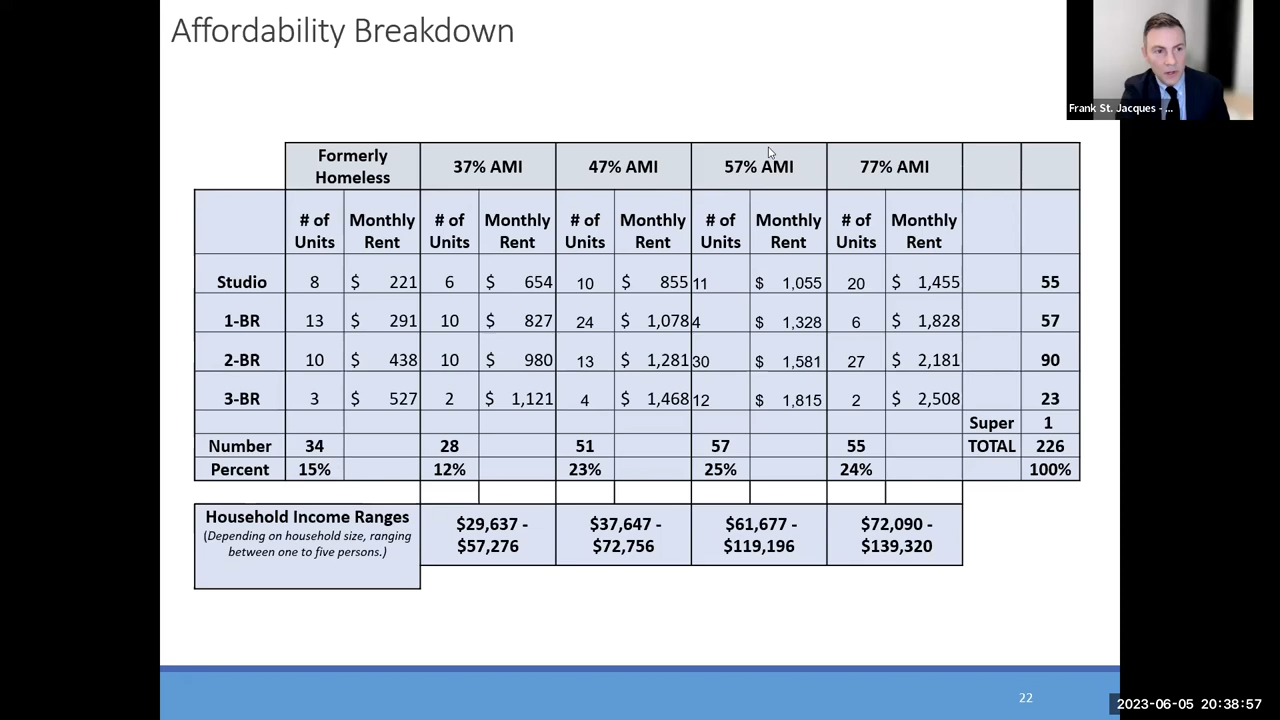 Affordability Breakdown
Frank St. Jacques - ...
Formerly Homeless 37% AMI 47% AMI 57% AMI 77% AMI
# of Units Monthly Rent # of Units Monthly Rent # of Units Monthly Rent # of Units Monthly Rent # of Units Monthly Rent
Studio 8 $ 221 6 $ 654 10 $ 855 11 $ 1,055 20 $ 1,455 55
1-BR 13 $ 291 10 $ 827 24 $ 1,078 4 $ 1,328 6 $ 1,828 57
2-BR 10 $ 438 10 $ 980 13 $ 1,281 30 $ 1,581 27 $ 2,181 90
3-BR 3 $ 527 2 $ 1,121 4 $ 1,468 12 $ 1,815 2 $ 2,508 23
Super 1
Number 34 28 51 57 55 TOTAL 226
Percent 15% 12% 23% 25% 24% 100%
Household Income Ranges
(Depending on household size, ranging
between one to five persons.)
$29,637 - $57,276
$37,647 - $72,756
$61,677 - $119,196
$72,090 - $139,320
22
2023-06-05 20:38:57